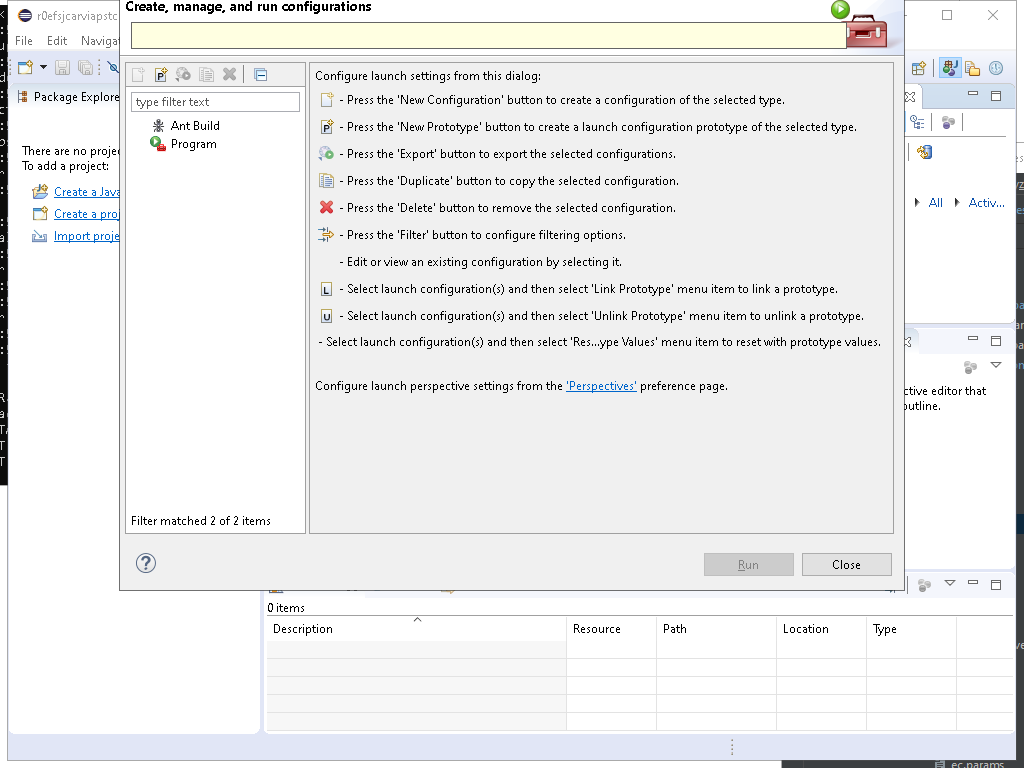 Create, manage, and run configurations
r0efsjcarviapstc
File Edit Naviga
Package Explore
type filter text
Ant Build
Program
Filter matched 2 of 2 items
There are no projec
To add a project:
Create a Java
Create a proj
Import proje
Configure launch settings from this dialog:
- Press the 'New Configuration' button to create a configuration of the selected type.
- Press the 'New Prototype' button to create a launch configuration prototype of the selected type.
- Press the 'Export' button to export the selected configurations.
- Press the 'Duplicate' button to copy the selected configuration.
- Press the 'Delete' button to remove the selected configuration.
- Press the 'Filter' button to configure filtering options.
- Edit or view an existing configuration by selecting it.
L - Select launch configuration(s) and then select 'Link Prototype' menu item to link a prototype.
U - Select launch configuration(s) and then select 'Unlink Prototype' menu item to unlink a prototype.
- Select launch configuration(s) and then select 'Res...ype Values' menu item to reset with prototype values.
Configure launch perspective settings from the 'Perspectives' preference page.
Run Close
All Activ...
ctive editor that
outline.
0 items
Description Resource Path Location Type
ec.params